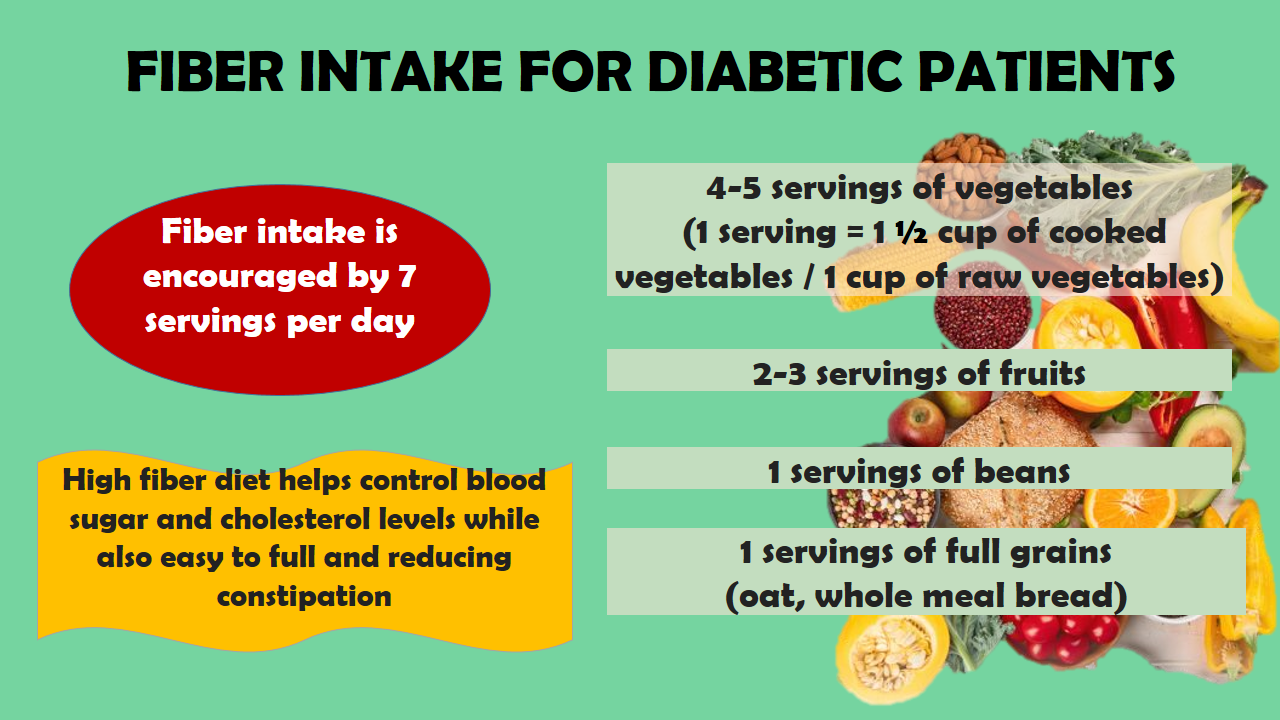 FIBER INTAKE FOR DIABETIC PATIENTS
Fiber intake is
encouraged by 7
servings per day
High fiber diet helps control blood
sugar and cholesterol levels while
also easy to full and reducing
constipation
4-5 servings of vegetables
(1 serving = 1 ½ cup of cooked
vegetables / 1 cup of raw vegetables)
2-3 servings of fruits
1 servings of beans
1 servings of full grains
(oat, whole meal bread)